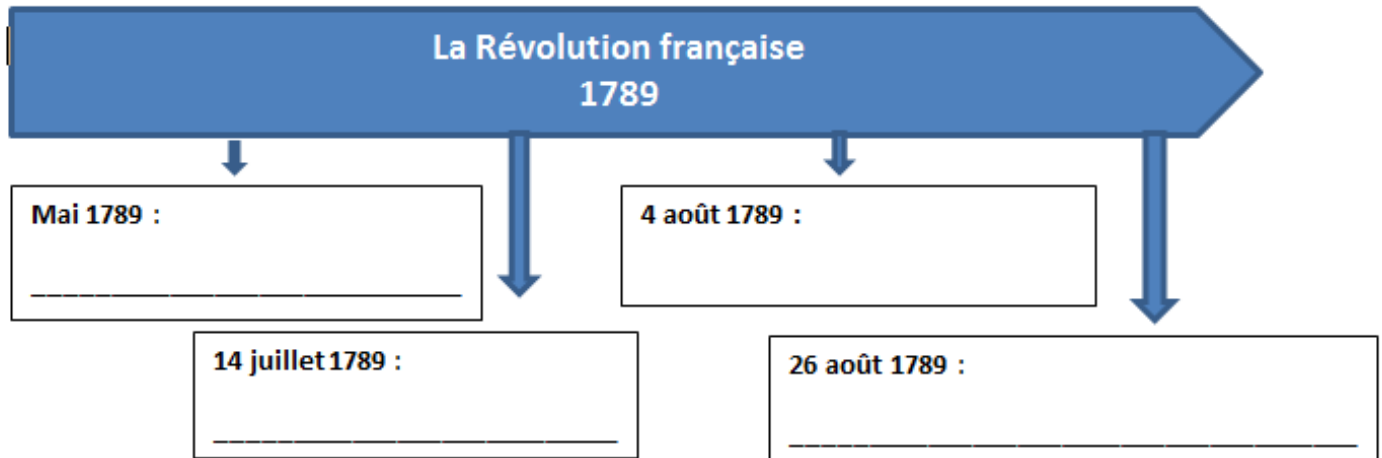 La Révolution française
1789
Mai 1789 :
4 août 1789 :
14 juillet 1789 :
26 août 1789 :